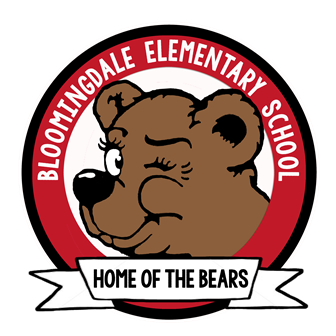 BLOOMINGDALE ELEMENTARY SCHOOL
HOME OF THE BEARS